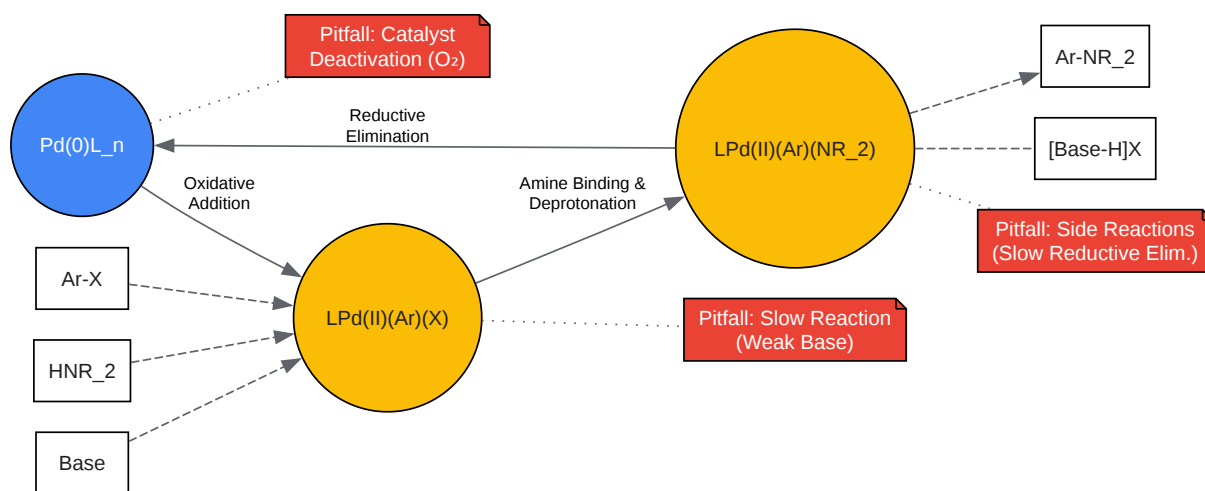 Pitfall: Catalyst
Deactivation (O₂)
Ar-NR_2
Reductive
Elimination
Pd(0)L_n
LPd(II)(Ar)(NR_2)
[Base-H]X
Oxidative
Addition
Amine Binding &
Deprotonation
Pitfall: Side Reactions
(Slow Reductive Elim.)
Ar-X
LPd(II)(Ar)(X)
Pitfall: Slow Reaction
(Weak Base)
HNR_2
Base